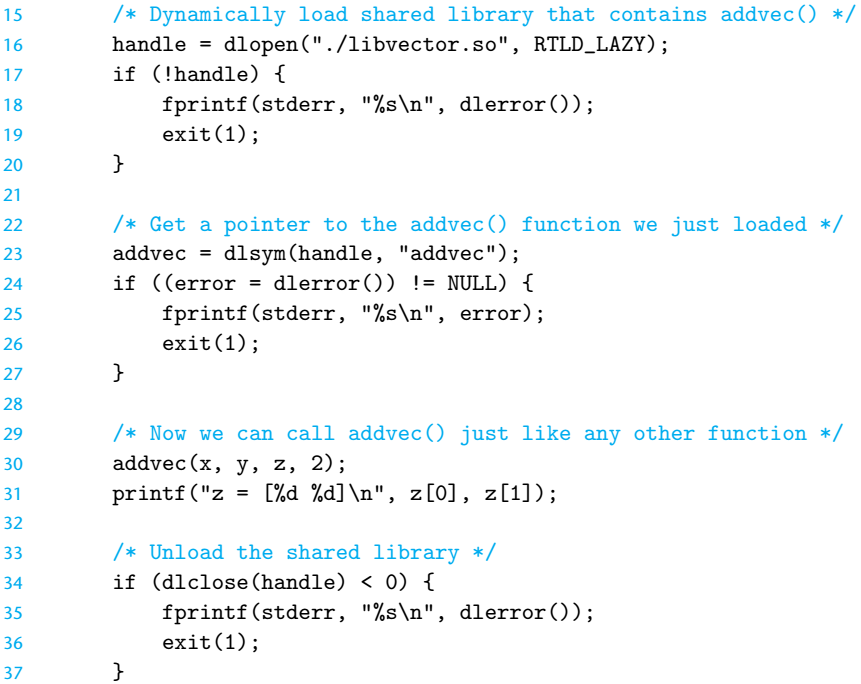 15 /* Dynamically load shared library that contains addvec() */
16 handle = dlopen("./libvector.so", RTLD_LAZY);
17 if (!handle) {
18 fprintf(stderr, "%s\n", dlerror());
19 exit(1);
20 }
21
22 /* Get a pointer to the addvec() function we just loaded */
23 addvec = dlsym(handle, "addvec");
24 if ((error = dlerror()) != NULL) {
25 fprintf(stderr, "%s\n", error);
26 exit(1);
27 }
28
29 /* Now we can call addvec() just like any other function */
30 addvec(x, y, z, 2);
31 printf("z = [%d %d]\n", z[0], z[1]);
32
33 /* Unload the shared library */
34 if (dlclose(handle) < 0) {
35 fprintf(stderr, "%s\n", dlerror());
36 exit(1);
37 }